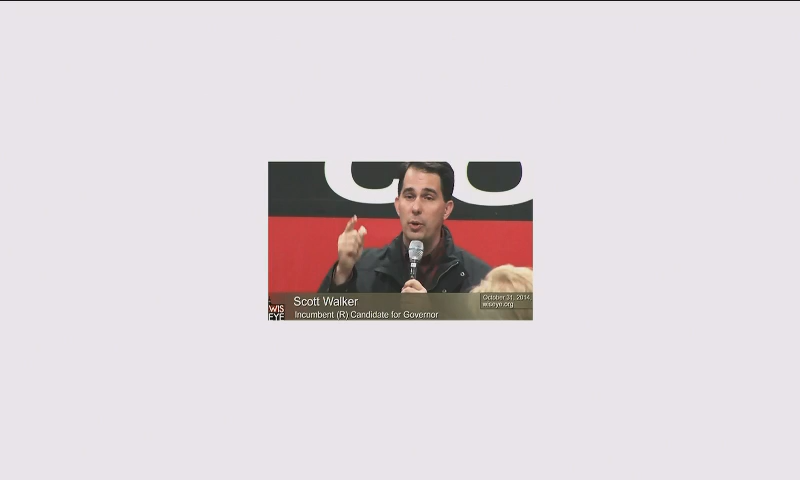 Scott Walker
October 31, 2014
wiseye.org
WIS
EYE
Incumbent (R) Candidate for Governor